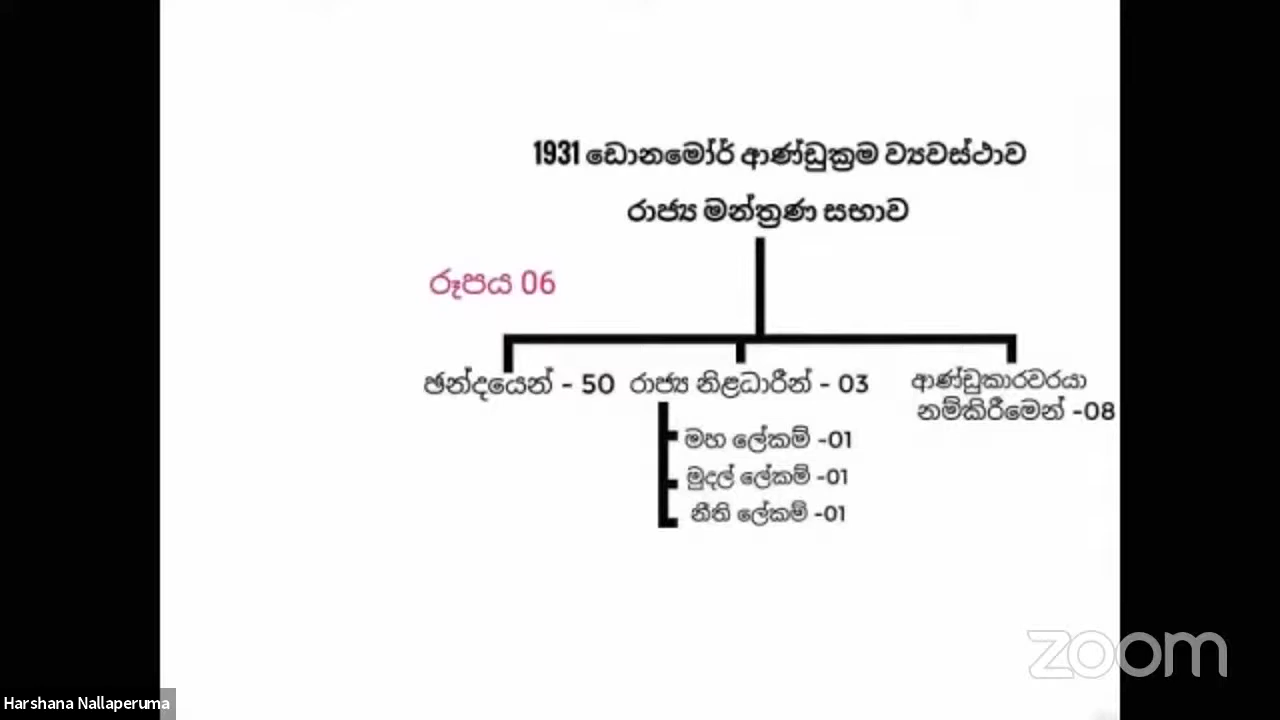 1931 ඩොනමෝර් ආණ්ඩුක්‍රම ව්‍යවස්ථාව
රාජ්‍ය මන්ත්‍රණ සභාව
රූපය 06
ඡන්දයෙන් - 50 රාජ්‍ය නිළධාරීන් - 03 ආණ්ඩුකාරවරයා
නම්කිරීමෙන් -08
මහ ලේකම් -01
මුදල් ලේකම් -01
නීති ලේකම් -01
zoom
Harshana Nallaperuma